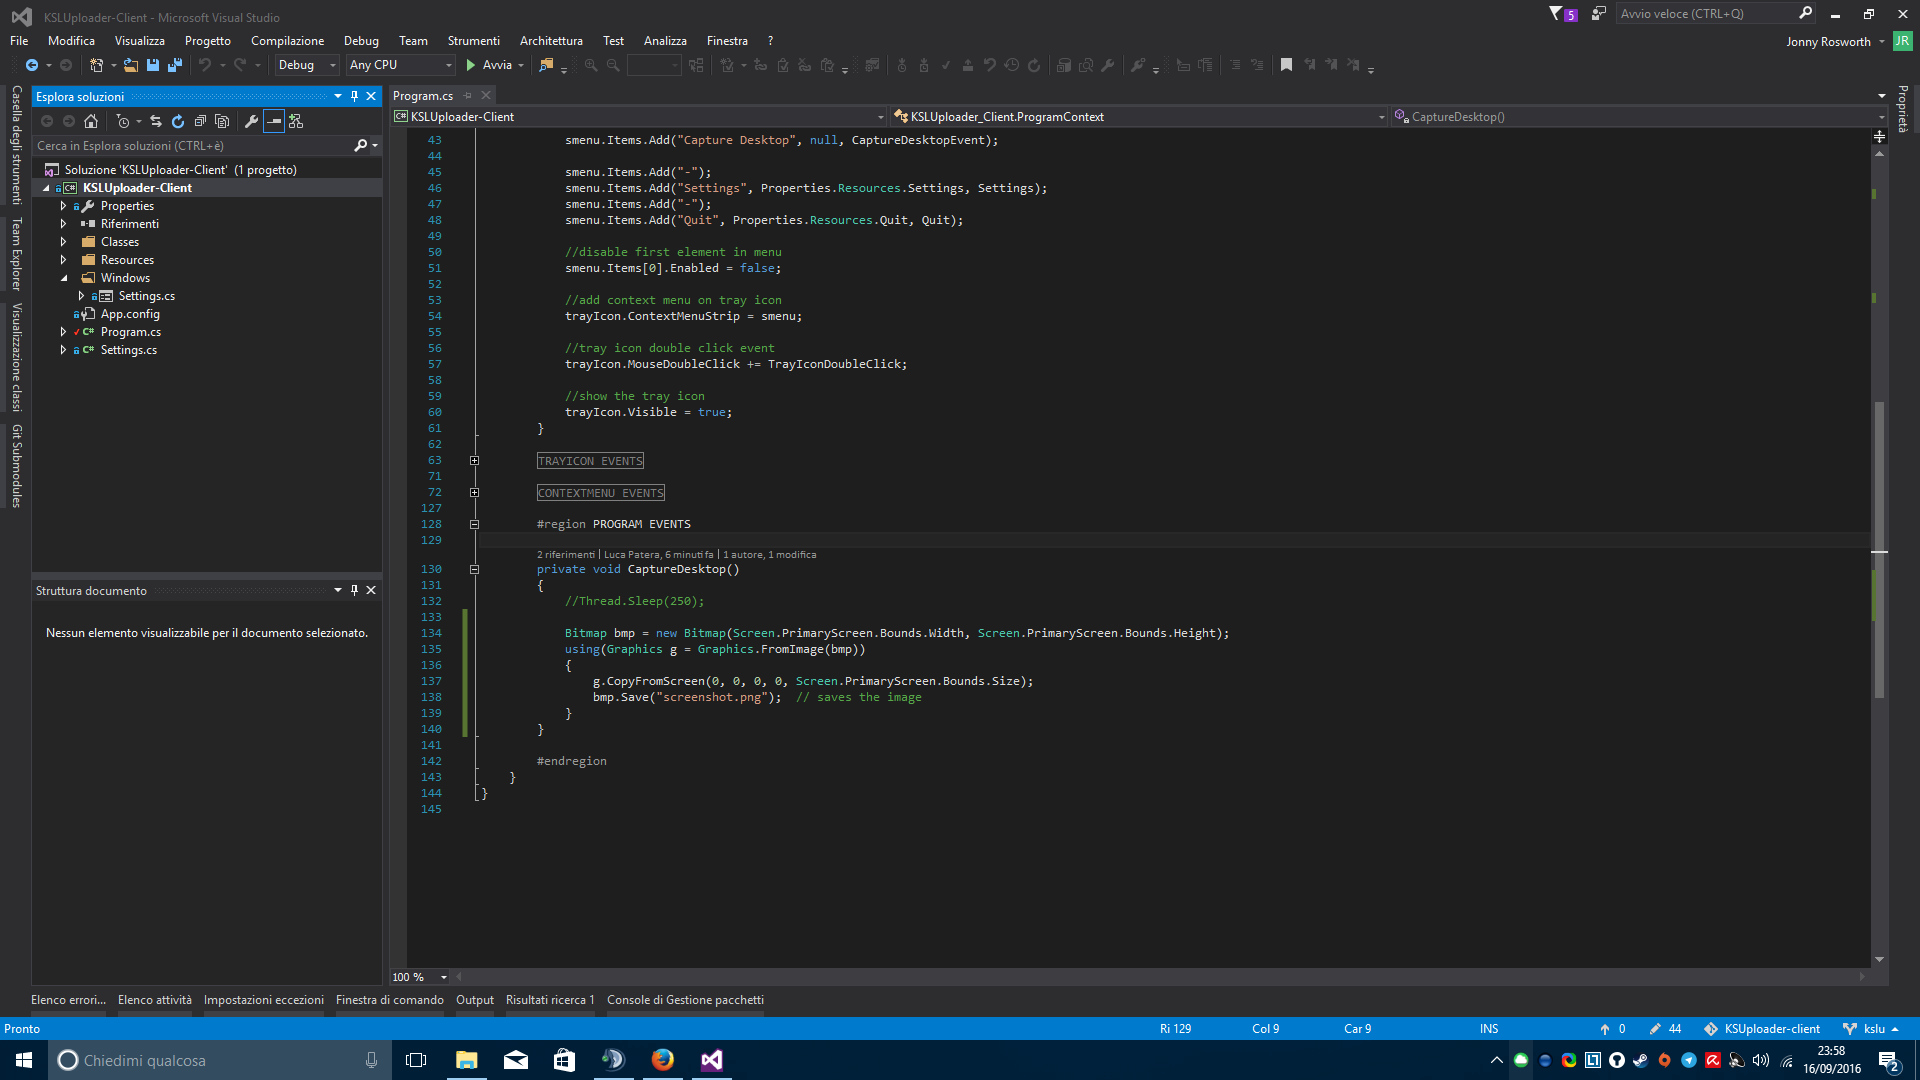 KSLUploader-Client - Microsoft Visual Studio
5
Avvio veloce (CTRL+Q)
File Modifica Visualizza Progetto Compilazione Debug Team Strumenti Architettura Test Analizza Finestra ?
Jonny Rosworth JR
Debug Any CPU Avvia
Casella degli strumenti
Team Explorer
Visualizzazione classi
Git Submodules
Esplora soluzioni
Cerca in Esplora soluzioni (CTRL+è)
Soluzione 'KSLUploader-Client' (1 progetto)
C# KSLUploader-Client
Properties
Riferimenti
Classes
Resources
Windows
Settings.cs
App.config
C# Program.cs
C# Settings.cs
Struttura documento
Nessun elemento visualizzabile per il documento selezionato.
Program.cs
C# KSLUploader-Client
KSLUploader_Client.ProgramContext
CaptureDesktop()
Proprietà
43 smenu.Items.Add("Capture Desktop", null, CaptureDesktopEvent);
44
45 smenu.Items.Add("-");
46 smenu.Items.Add("Settings", Properties.Resources.Settings, Settings);
47 smenu.Items.Add("-");
48 smenu.Items.Add("Quit", Properties.Resources.Quit, Quit);
49
50 //disable first element in menu
51 smenu.Items[0].Enabled = false;
52
53 //add context menu on tray icon
54 trayIcon.ContextMenuStrip = smenu;
55
56 //tray icon double click event
57 trayIcon.MouseDoubleClick += TrayIconDoubleClick;
58
59 //show the tray icon
60 trayIcon.Visible = true;
61 }
62
63 TRAYICON EVENTS
71
72 CONTEXTMENU EVENTS
127
128 #region PROGRAM EVENTS
129
2 riferimenti | Luca Patera, 6 minuti fa | 1 autore, 1 modifica
130 private void CaptureDesktop()
131 {
132 //Thread.Sleep(250);
133
134 Bitmap bmp = new Bitmap(Screen.PrimaryScreen.Bounds.Width, Screen.PrimaryScreen.Bounds.Height);
135 using(Graphics g = Graphics.FromImage(bmp))
136 {
137 g.CopyFromScreen(0, 0, 0, 0, Screen.PrimaryScreen.Bounds.Size);
138 bmp.Save("screenshot.png"); // saves the image
139 }
140 }
141
142 #endregion
143 }
144 }
145
100 %
Elenco errori... Elenco attività Impostazioni eccezioni Finestra di comando Output Risultati ricerca 1 Console di Gestione pacchetti
Pronto Ri 129 Col 9 Car 9 INS 0 44 KSUploader-client kslu
Chiedimi qualcosa
23:58
16/09/2016
2